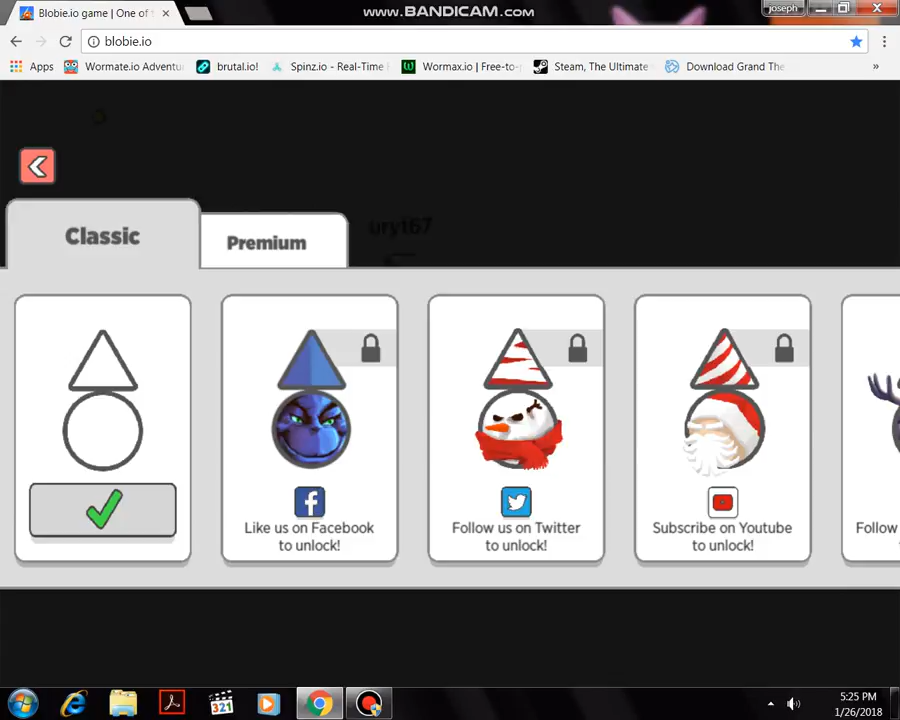 Blobie.io game | One of
www.BANDICAM.com
joseph
blobie.io
Apps
Wormate.io Adventu
brutal.io!
Spinz.io - Real-Time
Wormax.io | Free-to-p
Steam, The Ultimate
Download Grand The
»
ury167
Classic
Premium
Like us on Facebook
to unlock!
Follow us on Twitter
to unlock!
Subscribe on Youtube
to unlock!
Follow
321
5:25 PM
1/26/2018